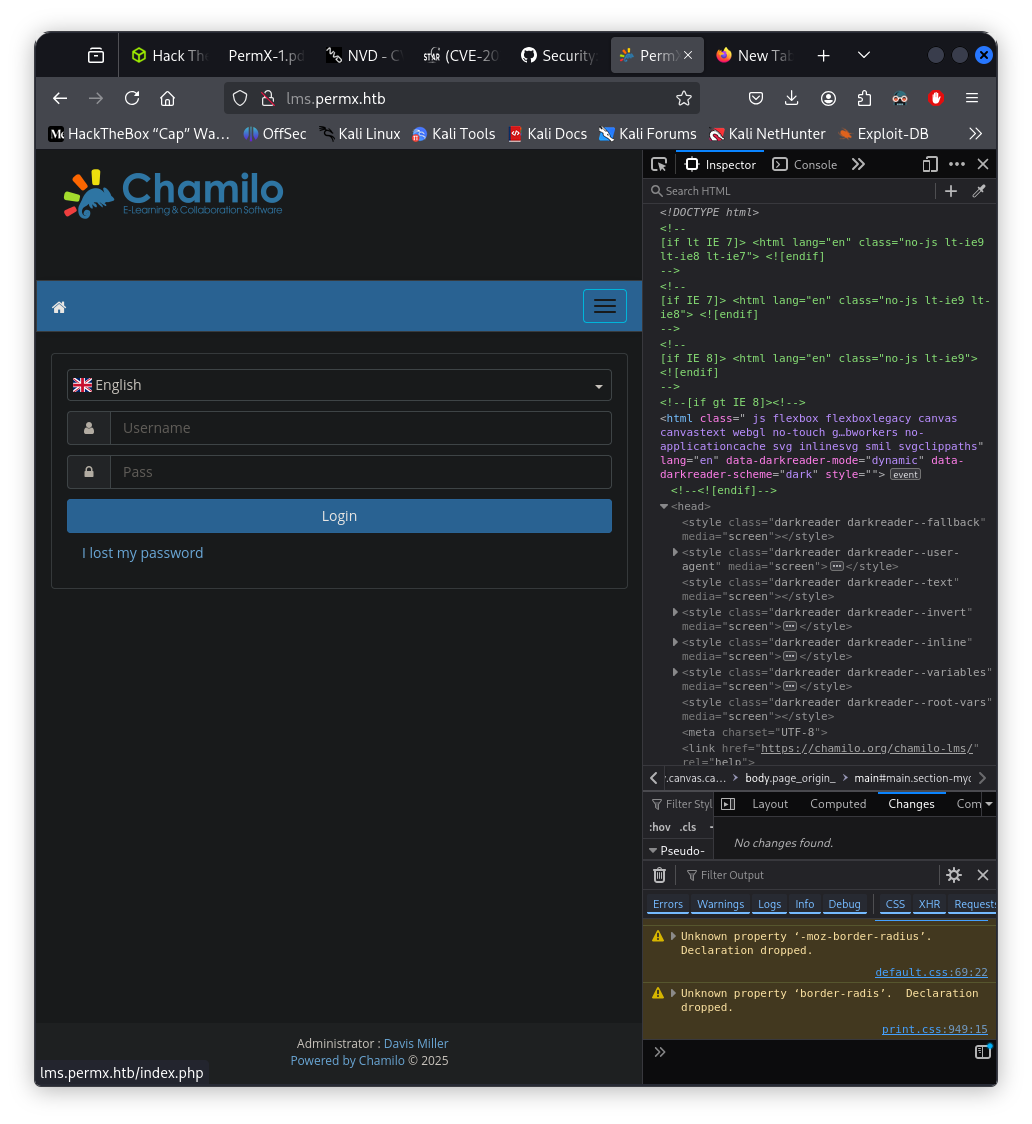 Hack The
PermX-1.pd
NVD - C
(CVE-20
Security
PermX
New Tab
lms.permx.htb
HackTheBox “Cap” Wa…
OffSec
Kali Linux
Kali Tools
Kali Docs
Kali Forums
Kali NetHunter
Exploit-DB
Chamilo
E-Learning & Collaboration Software
English
Username
Pass
Login
I lost my password
Administrator : Davis Miller
Powered by Chamilo © 2025
lms.permx.htb/index.php
Inspector
Console
Search HTML
<!DOCTYPE html>
<!--
[if lt IE 7]> <html lang="en" class="no-js lt-ie9
lt-ie8 lt-ie7"> <![endif]
-->
<!--
[if IE 7]> <html lang="en" class="no-js lt-ie9 lt-
ie8"> <![endif]
-->
<!--
[if IE 8]> <html lang="en" class="no-js lt-ie9">
<![endif]
-->
<!--[if gt IE 8]><!-->
<html class=" js flexbox flexboxlegacy canvas
canvastext webgl no-touch g…bworkers no-
applicationcache svg inlinesvg smil svgclippaths"
lang="en" data-darkreader-mode="dynamic" data-
darkreader-scheme="dark" style=""> event
<!--<![endif]-->
<head>
<style class="darkreader darkreader--fallback"
media="screen"></style>
<style class="darkreader darkreader--user-
agent" media="screen">⋯</style>
<style class="darkreader darkreader--text"
media="screen"></style>
<style class="darkreader darkreader--invert"
media="screen">⋯</style>
<style class="darkreader darkreader--inline"
media="screen">⋯</style>
<style class="darkreader darkreader--variables"
media="screen">⋯</style>
<style class="darkreader darkreader--root-vars"
media="screen"></style>
<meta charset="UTF-8">
<link href="https://chamilo.org/chamilo-lms/"
rel="help">
r.canvas.ca… > body.page_origin_ > main#main.section-myc
Filter Styl
:hov .cls
Pseudo-
Layout
Computed
Changes
Com
No changes found.
Filter Output
Errors
Warnings
Logs
Info
Debug
CSS
XHR
Requests
Unknown property ‘-moz-border-radius’.
Declaration dropped.
default.css:69:22
Unknown property ‘border-radis’. Declaration
dropped.
print.css:949:15